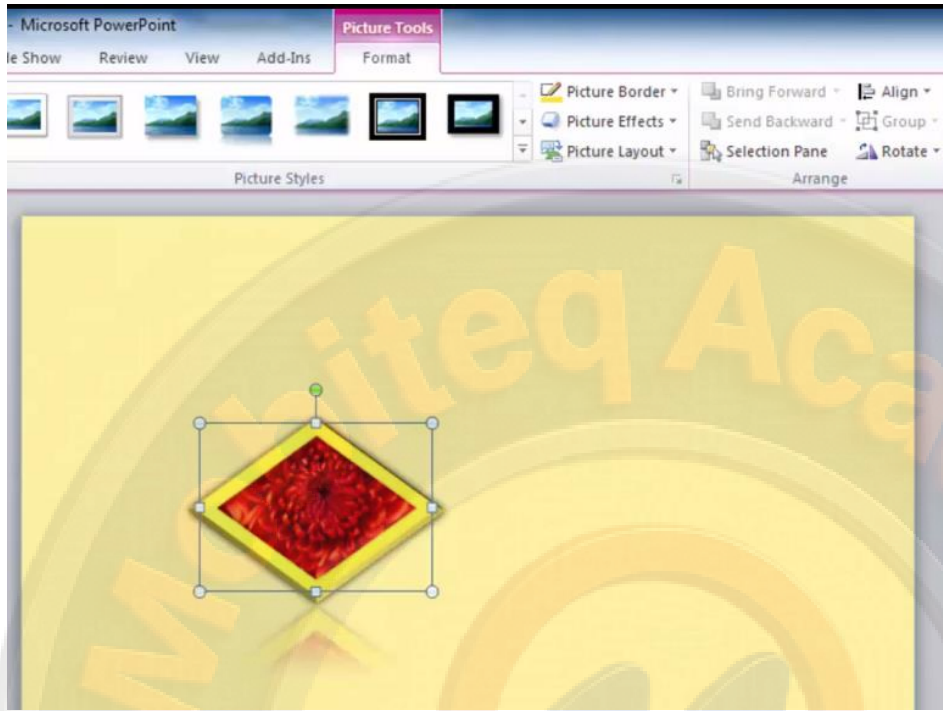 - Microsoft PowerPoint
Picture Tools
le Show Review View Add-Ins Format
Picture Border Bring Forward Align
Picture Effects Send Backward Group
Picture Layout Selection Pane Rotate
Picture Styles Arrange
Mobiteq Aca